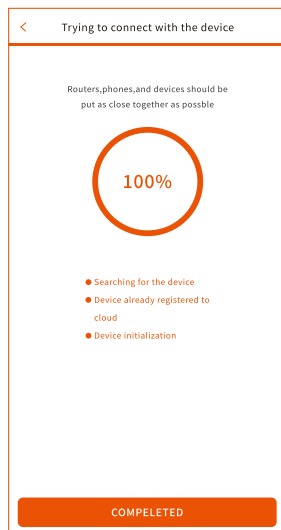 Trying to connect with the device
Routers,phones,and devices should be
put as close together as possble
100%
Searching for the device
Device already registered to
cloud
Device initialization
COMPELETED